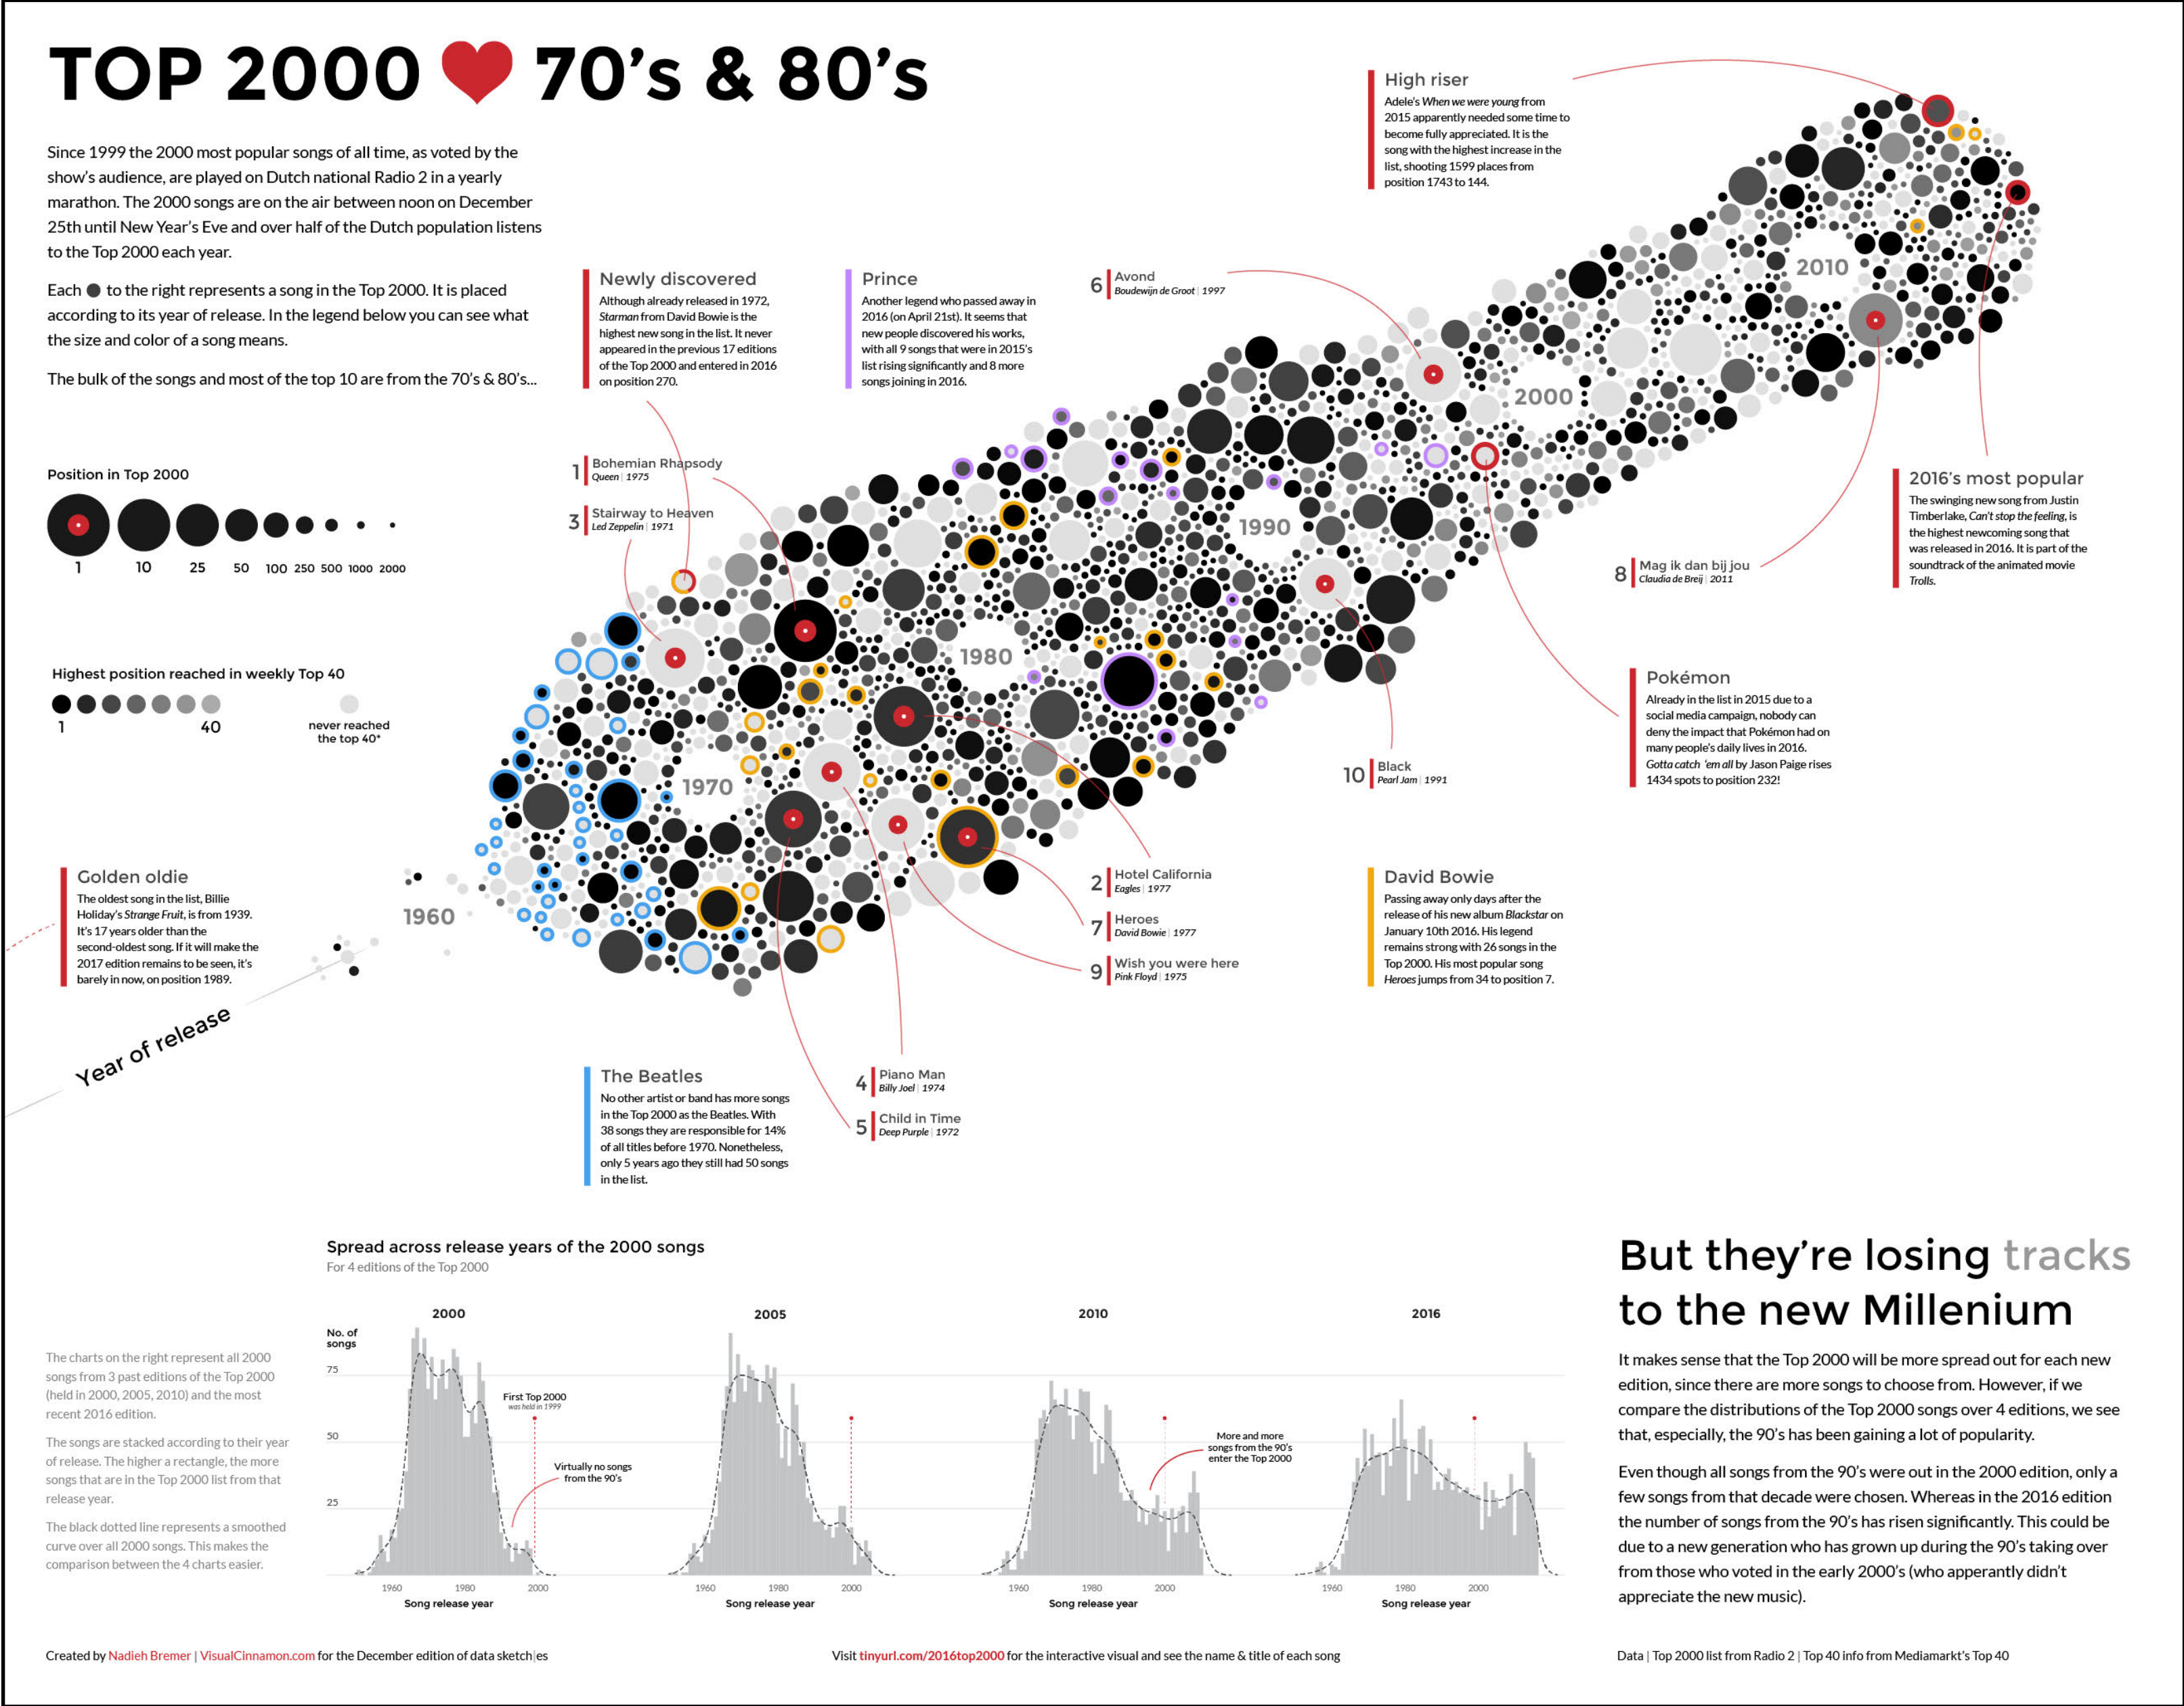 TOP 2000 70's & 80's
Since 1999 the 2000 most popular songs of all time, as voted by the
show's audience, are played on Dutch national Radio 2 in a yearly
marathon. The 2000 songs are on the air between noon on December
25th until New Year's Eve and over half of the Dutch population listens
to the Top 2000 each year.
Each to the right represents a song in the Top 2000. It is placed
according to its year of release. In the legend below you can see what
the size and color of a song means.
The bulk of the songs and most of the top 10 are from the 70's & 80's...
Position in Top 2000
1 10 25 50 100 250 500 1000 2000
Highest position reached in weekly Top 40
1 40
never reached
the top 40*
High riser
Adele's When we were young from
2015 apparently needed some time to
become fully appreciated. It is the
song with the highest increase in the
list, shooting 1599 places from
position 1743 to 144.
Newly discovered
Although already released in 1972,
Starman from David Bowie is the
highest new song in the list. It never
appeared in the previous 17 editions
of the Top 2000 and entered in 2016
on position 270.
Prince
Another legend who passed away in
2016 (on April 21st). It seems that
new people discovered his works,
with all 9 songs that were in 2015's
list rising significantly and 8 more
songs joining in 2016.
6 Avond
Boudewijn de Groot | 1997
1 Bohemian Rhapsody
Queen | 1975
3 Stairway to Heaven
Led Zeppelin | 1971
2010
2000
1990
1980
1970
1960
2016's most popular
The swinging new song from Justin
Timberlake, Can't stop the feeling, is
the highest newcoming song that
was released in 2016. It is part of the
soundtrack of the animated movie
Trolls.
8 Mag ik dan bij jou
Claudia de Breij | 2011
Pokémon
Already in the list in 2015 due to a
social media campaign, nobody can
deny the impact that Pokémon had on
many people's daily lives in 2016.
Gotta catch 'em all by Jason Paige rises
1434 spots to position 232!
10 Black
Pearl Jam | 1991
Golden oldie
The oldest song in the list, Billie
Holiday's Strange Fruit, is from 1939.
It's 17 years older than the
second-oldest song. If it will make the
2017 edition remains to be seen, it's
barely in now, on position 1989.
Year of release
2 Hotel California
Eagles | 1977
7 Heroes
David Bowie | 1977
9 Wish you were here
Pink Floyd | 1975
David Bowie
Passing away only days after the
release of his new album Blackstar on
January 10th 2016. His legend
remains strong with 26 songs in the
Top 2000. His most popular song
Heroes jumps from 34 to position 7.
The Beatles
No other artist or band has more songs
in the Top 2000 as the Beatles. With
38 songs they are responsible for 14%
of all titles before 1970. Nonetheless,
only 5 years ago they still had 50 songs
in the list.
4 Piano Man
Billy Joel | 1974
5 Child in Time
Deep Purple | 1972
Spread across release years of the 2000 songs
For 4 editions of the Top 2000
The charts on the right represent all 2000
songs from 3 past editions of the Top 2000
(held in 2000, 2005, 2010) and the most
recent 2016 edition.
The songs are stacked according to their year
of release. The higher a rectangle, the more
songs that are in the Top 2000 list from that
release year.
The black dotted line represents a smoothed
curve over all 2000 songs. This makes the
comparison between the 4 charts easier.
2000 2005 2010 2016
No. of
songs
75
50
25
First Top 2000
was held in 1999
Virtually no songs
from the 90's
More and more
songs from the 90's
enter the Top 2000
1960 1980 2000 1960 1980 2000 1960 1980 2000 1960 1980 2000
Song release year Song release year Song release year Song release year
But they're losing tracks
to the new Millenium
It makes sense that the Top 2000 will be more spread out for each new
edition, since there are more songs to choose from. However, if we
compare the distributions of the Top 2000 songs over 4 editions, we see
that, especially, the 90's has been gaining a lot of popularity.
Even though all songs from the 90's were out in the 2000 edition, only a
few songs from that decade were chosen. Whereas in the 2016 edition
the number of songs from the 90's has risen significantly. This could be
due to a new generation who has grown up during the 90's taking over
from those who voted in the early 2000's (who apperantly didn't
appreciate the new music).
Created by Nadieh Bremer | VisualCinnamon.com for the December edition of data sketch|es
Visit tinyurl.com/2016top2000 for the interactive visual and see the name & title of each song
Data | Top 2000 list from Radio 2 | Top 40 info from Mediamarkt's Top 40